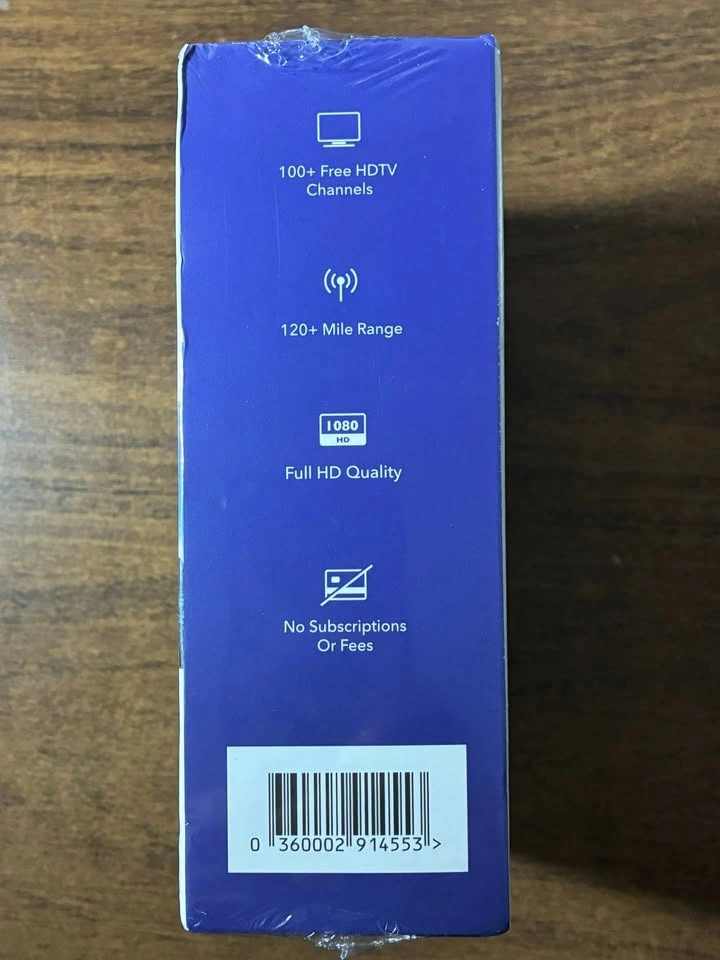 100+ Free HDTV
Channels
120+ Mile Range
1080
HD
Full HD Quality
No Subscriptions
Or Fees
0 360002 914553 >